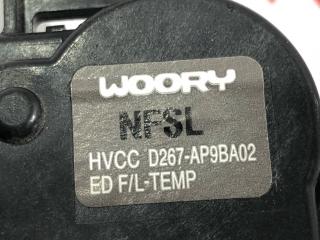 WOORY
NFSL
HVCC D267-AP9BA02
ED F/L-TEMP